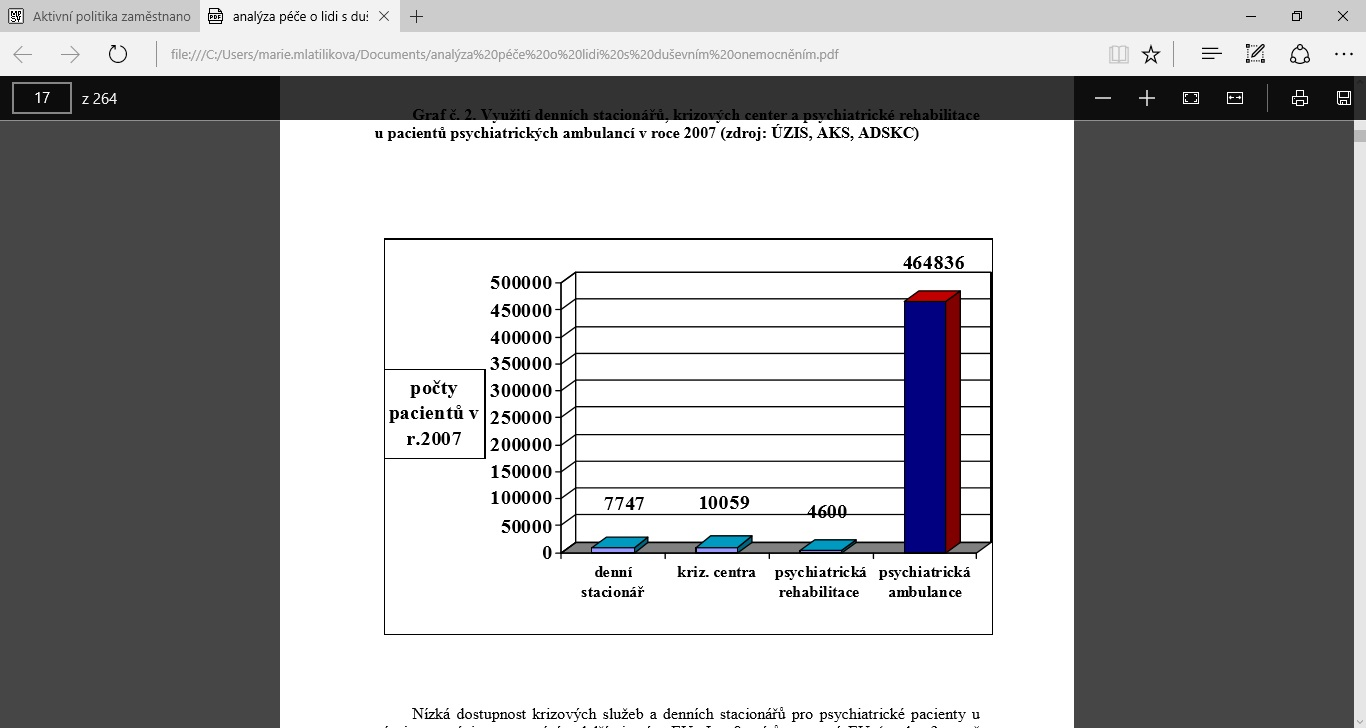 Aktivní politika zaměstnano
analýza péče o lidi s duš
file:///C:/Users/marie.mlatilikova/Documents/analýza%20péče%20o%20lidi%20s%20duševním%20onemocněním.pdf
17 z 264
Graf č. 2. Využití denních stacionářů, krizových center a psychiatrické rehabilitace
u pacientů psychiatrických ambulancí v roce 2007 (zdroj: ÚZIS, AKS, ADSKC)
464836
500000
450000
400000
350000
300000
250000
200000
150000
100000
50000
0
počty
pacientů v
r.2007
7747
10059
4600
denní
stacionář
kriz. centra
psychiatrická
rehabilitace
psychiatrická
ambulance
Nízká dostupnost krizových služeb a denních stacionářů pro psychiatrické pacienty u